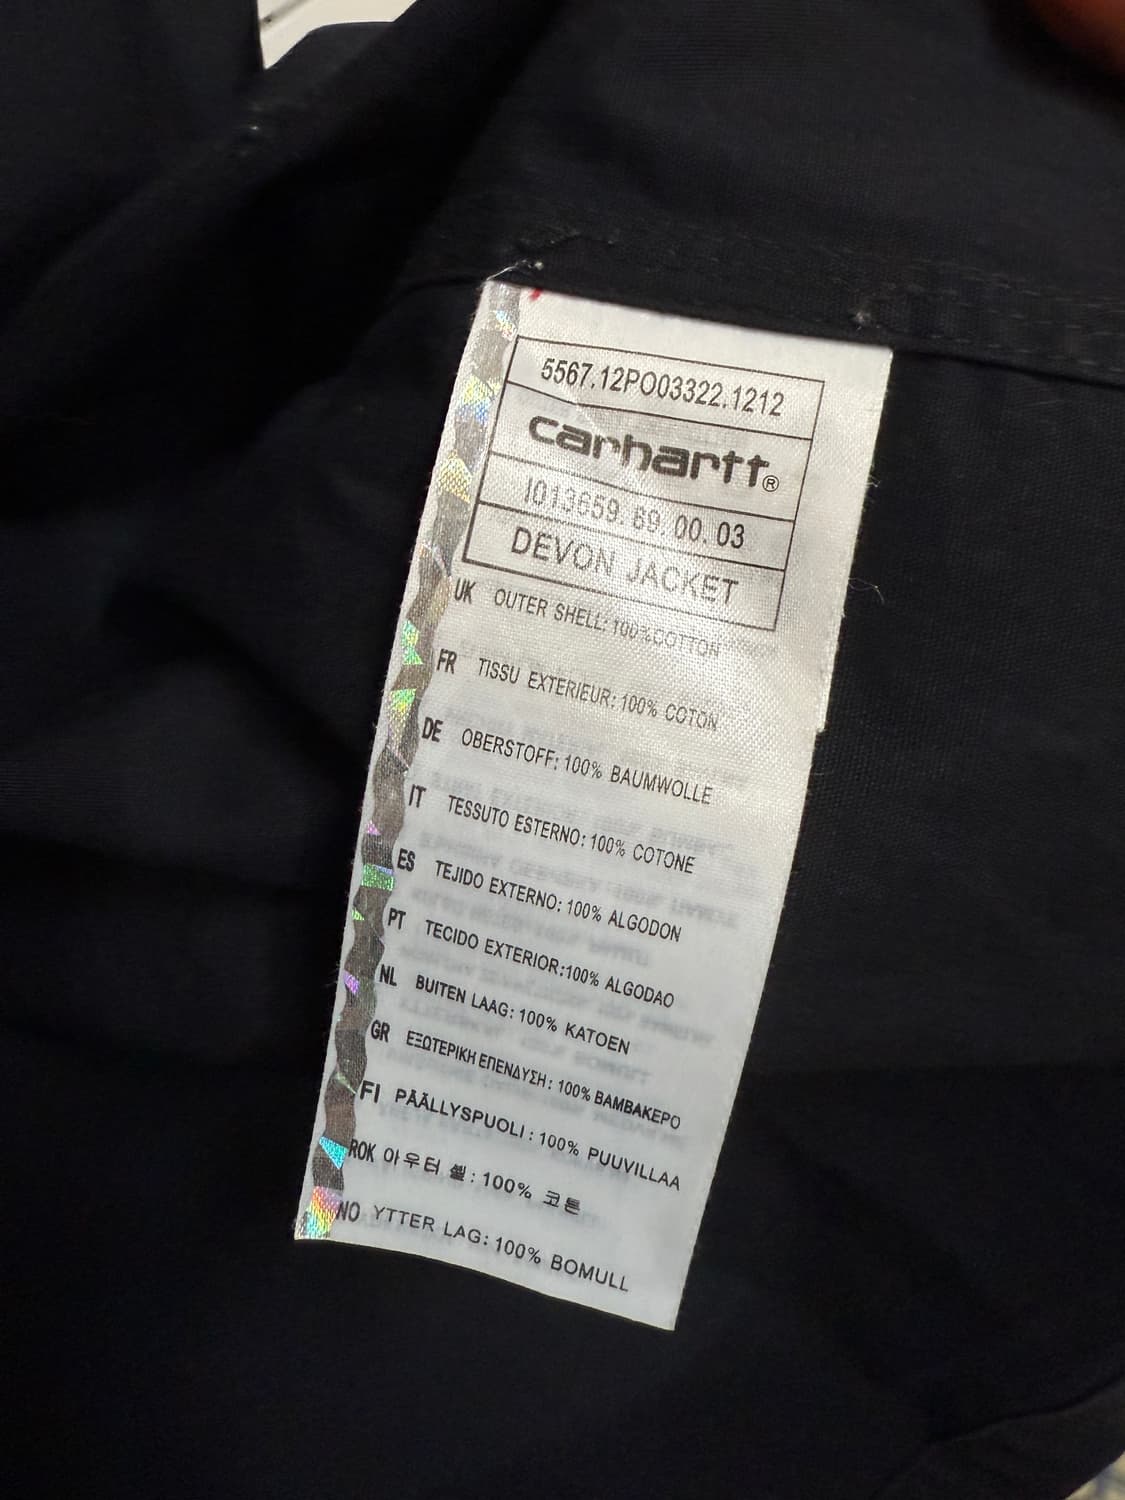 5567.12PO03322.1212
carhartt®
I013659.89.00.03
DEVON JACKET
UK OUTER SHELL: 100%COTTON
FR TISSU EXTERIEUR: 100% COTON
DE OBERSTOFF: 100% BAUMWOLLE
IT TESSUTO ESTERNO: 100% COTONE
ES TEJIDO EXTERNO: 100% ALGODON
PT TECIDO EXTERIOR:100% ALGODAO
NL BUITEN LAAG: 100% KATOEN
GR ΕΞΩΤΕΡΙΚΗ ΕΠΕΝΔΥΣΗ: 100% ΒΑΜΒΑΚΕΡΟ
FI PÄÄLLYSPUOLI : 100% PUUVILLAA
ROK 아우터 쉘 : 100% 코튼
NO YTTER LAG: 100% BOMULL